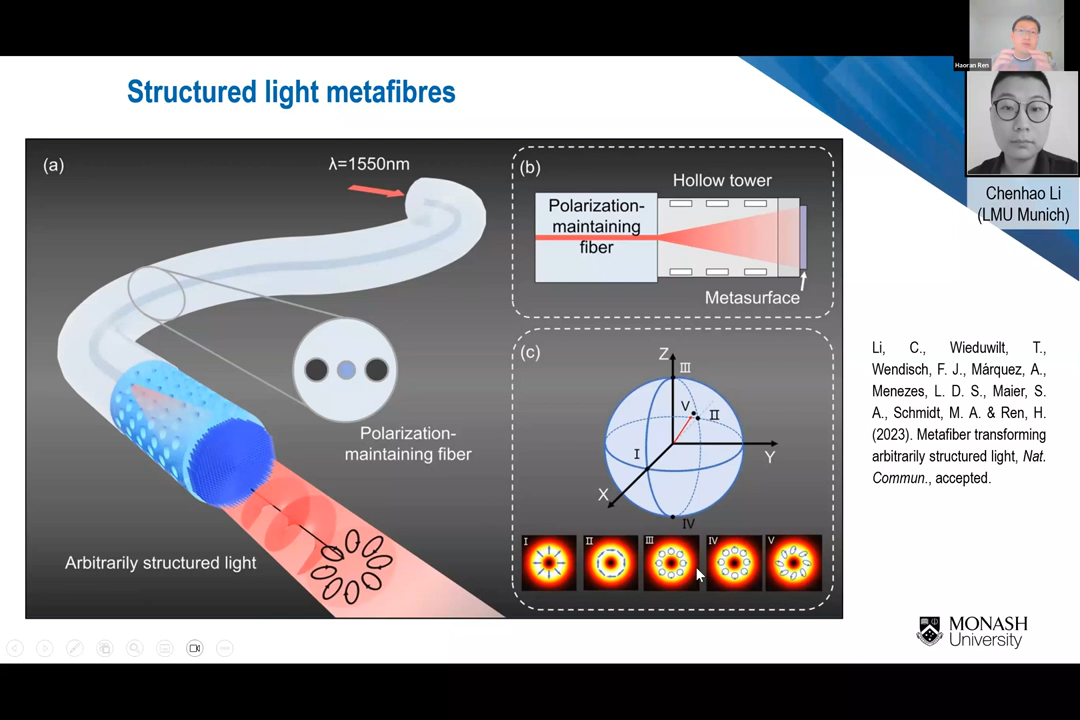 Haoran Ren
Structured light metafibres
Chenhao Li
(LMU Munich)
(a)
λ=1550nm
Polarization-
maintaining fiber
Arbitrarily structured light
(b)
Hollow tower
Polarization-
maintaining
fiber
Metasurface
(c)
Z
III
V
II
I
Y
X
IV
I
II
III
IV
V
Li, C., Wieduwilt, T.,
Wendisch, F. J., Márquez, A.,
Menezes, L. D. S., Maier, S.
A., Schmidt, M. A. & Ren, H.
(2023). Metafiber transforming
arbitrarily structured light, Nat.
Commun., accepted.
MONASH
University